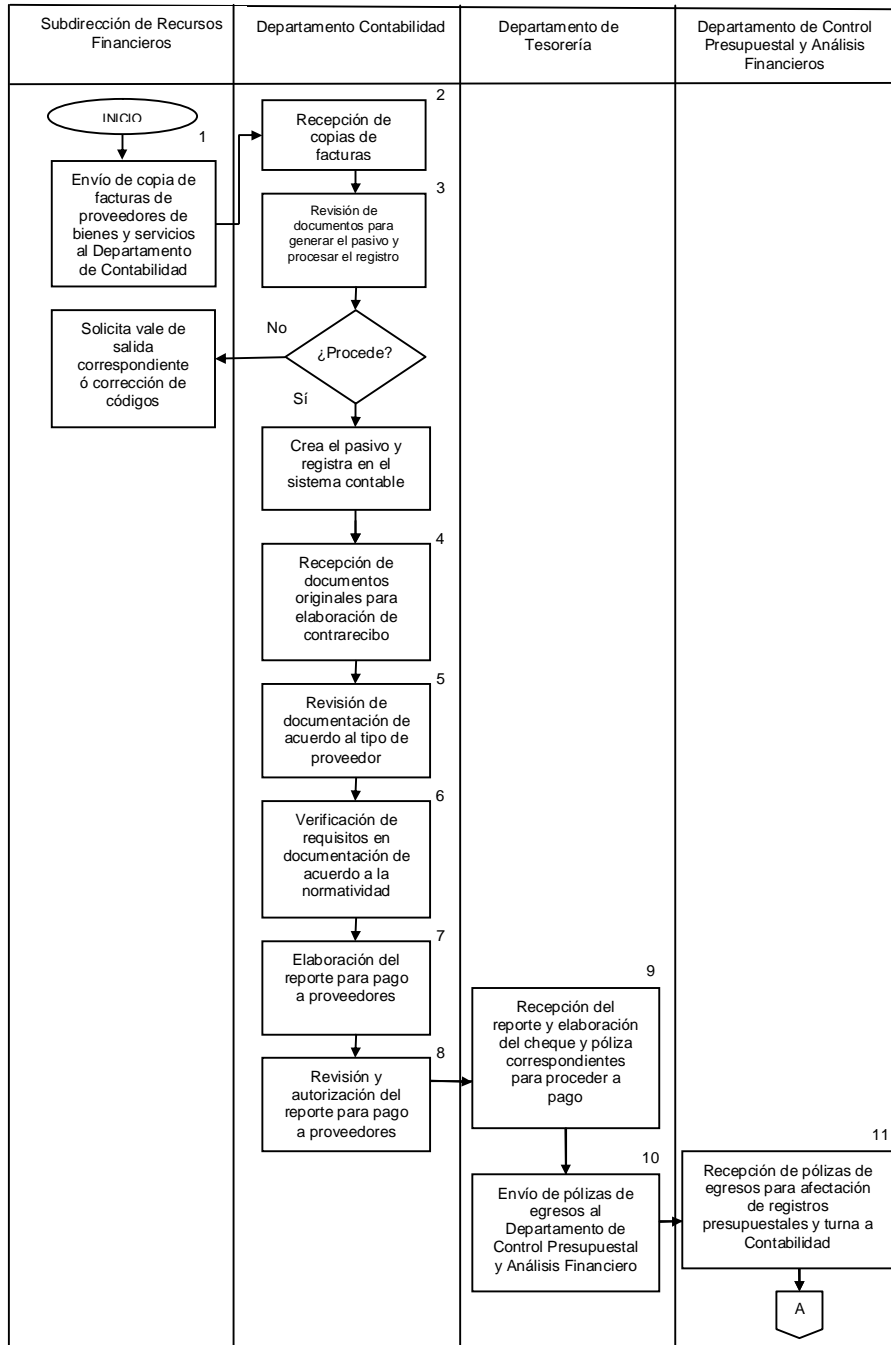 Subdirección de Recursos
Financieros
Departamento Contabilidad
Departamento de
Tesorería
Departamento de Control
Presupuestal y Análisis
Financieros
INICIO
1
Envío de copia de
facturas de
proveedores de
bienes y servicios
al Departamento
de Contabilidad
2
Recepción de
copias de
facturas
3
Revisión de
documentos para
generar el pasivo y
procesar el registro
¿Procede?
No
Solicita vale de
salida
correspondiente
ó corrección de
códigos
Sí
Crea el pasivo y
registra en el
sistema contable
4
Recepción de
documentos
originales para
elaboración de
contrarecibo
5
Revisión de
documentación de
acuerdo al tipo de
proveedor
6
Verificación de
requisitos en
documentación de
acuerdo a la
normatividad
7
Elaboración del
reporte para pago
a proveedores
8
Revisión y
autorización del
reporte para pago
a proveedores
9
Recepción del
reporte y elaboración
del cheque y póliza
correspondientes
para proceder a
pago
10
Envío de pólizas de
egresos al
Departamento de
Control Presupuestal
y Análisis Financiero
11
Recepción de pólizas de
egresos para afectación
de registros
presupuestales y turna a
Contabilidad
A